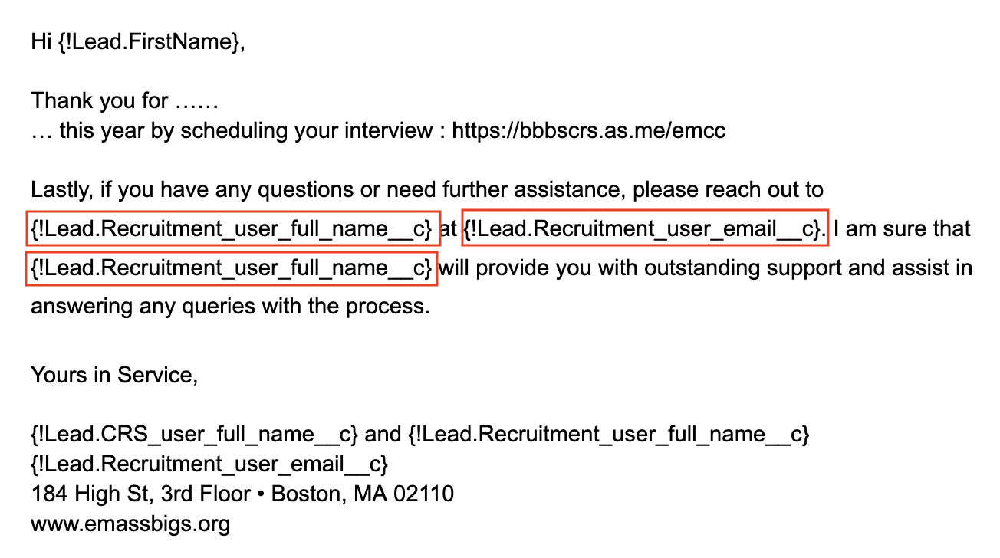 Hi {!Lead.FirstName},
Thank you for ……
… this year by scheduling your interview : https://bbbscrs.as.me/emcc
Lastly, if you have any questions or need further assistance, please reach out to
{!Lead.Recruitment_user_full_name__c} at {!Lead.Recruitment_user_email__c}. I am sure that
{!Lead.Recruitment_user_full_name__c} will provide you with outstanding support and assist in
answering any queries with the process.
Yours in Service,
{!Lead.CRS_user_full_name__c} and {!Lead.Recruitment_user_full_name__c}
{!Lead.Recruitment_user_email__c}
184 High St, 3rd Floor • Boston, MA 02110
www.emassbigs.org